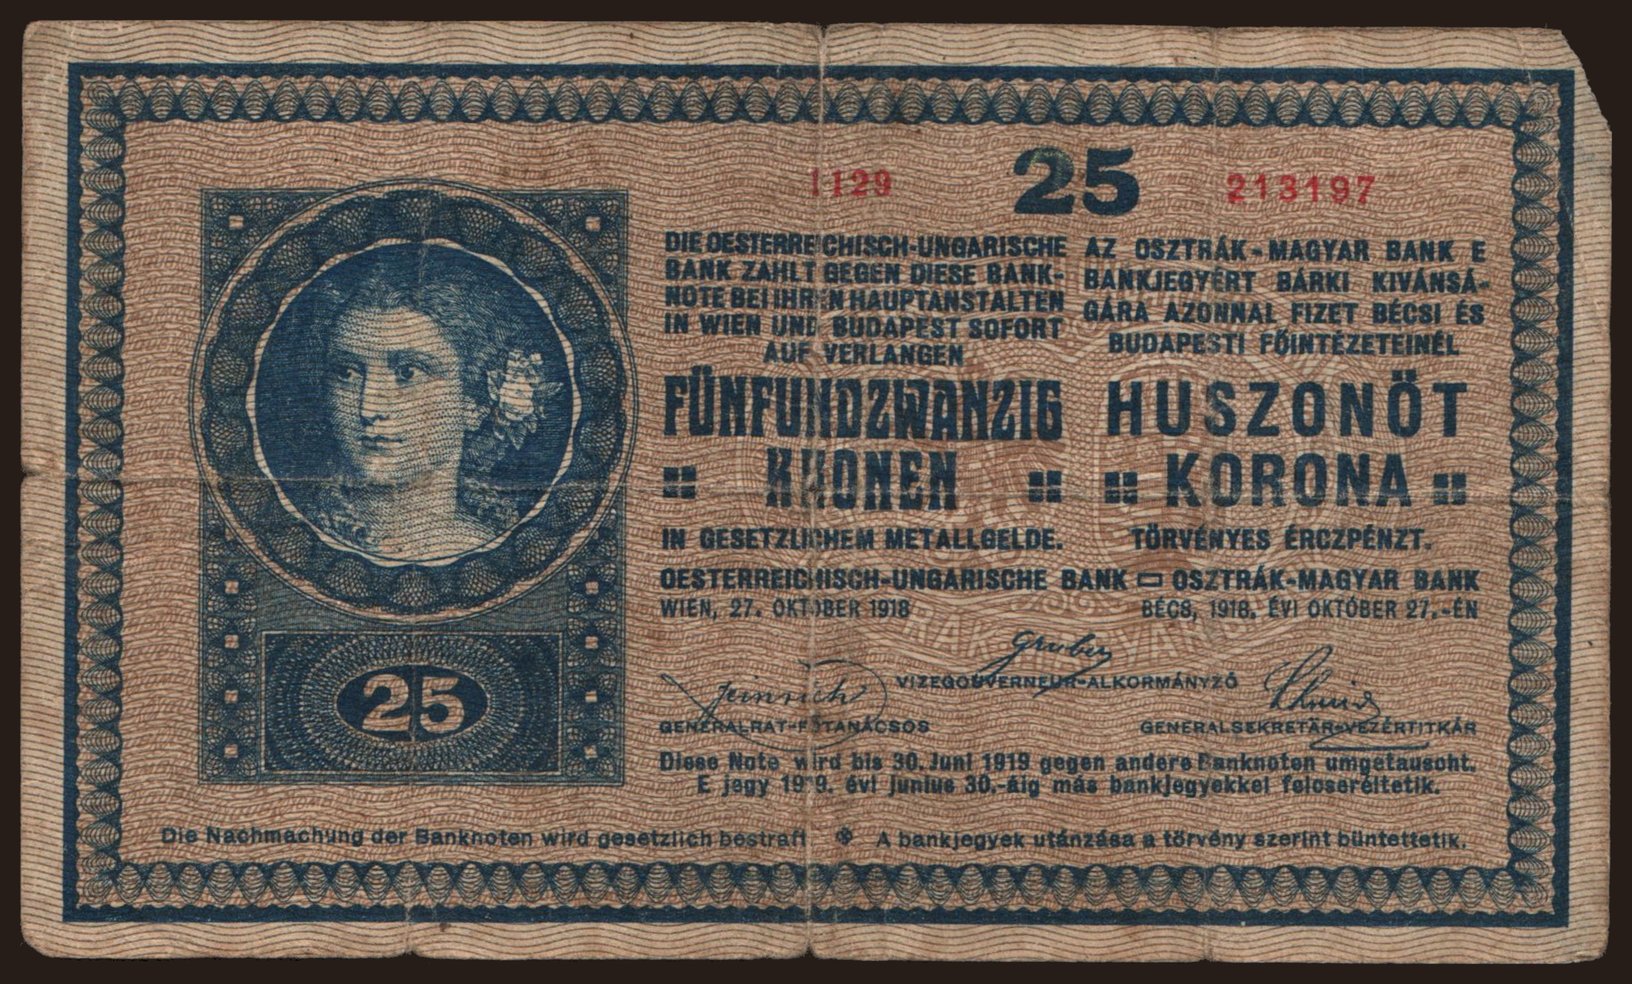 1129 25 213197
DIE OESTERREICHISCH-UNGARISCHE
BANK ZAHLT GEGEN DIESE BANK-
NOTE BEI IHREN HAUPTANSTALTEN
IN WIEN UND BUDAPEST SOFORT
AUF VERLANGEN
FÜNFUNDZWANZIG
KRONEN
IN GESETZLICHEM METALLGELDE.
AZ OSZTRÁK-MAGYAR BANK E
BANKJEGYÉRT BÁRKI KIVÁNSÁ-
GÁRA AZONNAL FIZET BÉCSI ÉS
BUDAPESTI FŐINTÉZETEINÉL
HUSZONÖT
KORONA
TÖRVÉNYES ÉRCZPÉNZT.
OESTERREICHISCH-UNGARISCHE BANK OSZTRÁK-MAGYAR BANK
WIEN, 27. OKTOBER 1918 BÉCS, 1918. ÉVI OKTÓBER 27.-ÉN
Gruber
VIZEGOUVERNEUR-ALKORMÁNYZÓ
GENERALRAT-FŐTANÁCSOS GENERALSEKRETÄR-VEZÉRTITKÁR
25
Diese Note wird bis 30. Juni 1919 gegen andere Banknoten umgetauscht.
E jegy 1919. évi junius 30.-áig más bankjegyekkel felcseréltetik.
Die Nachmachung der Banknoten wird gesetzlich bestraft A bankjegyek utánzása a törvény szerint büntettetik.